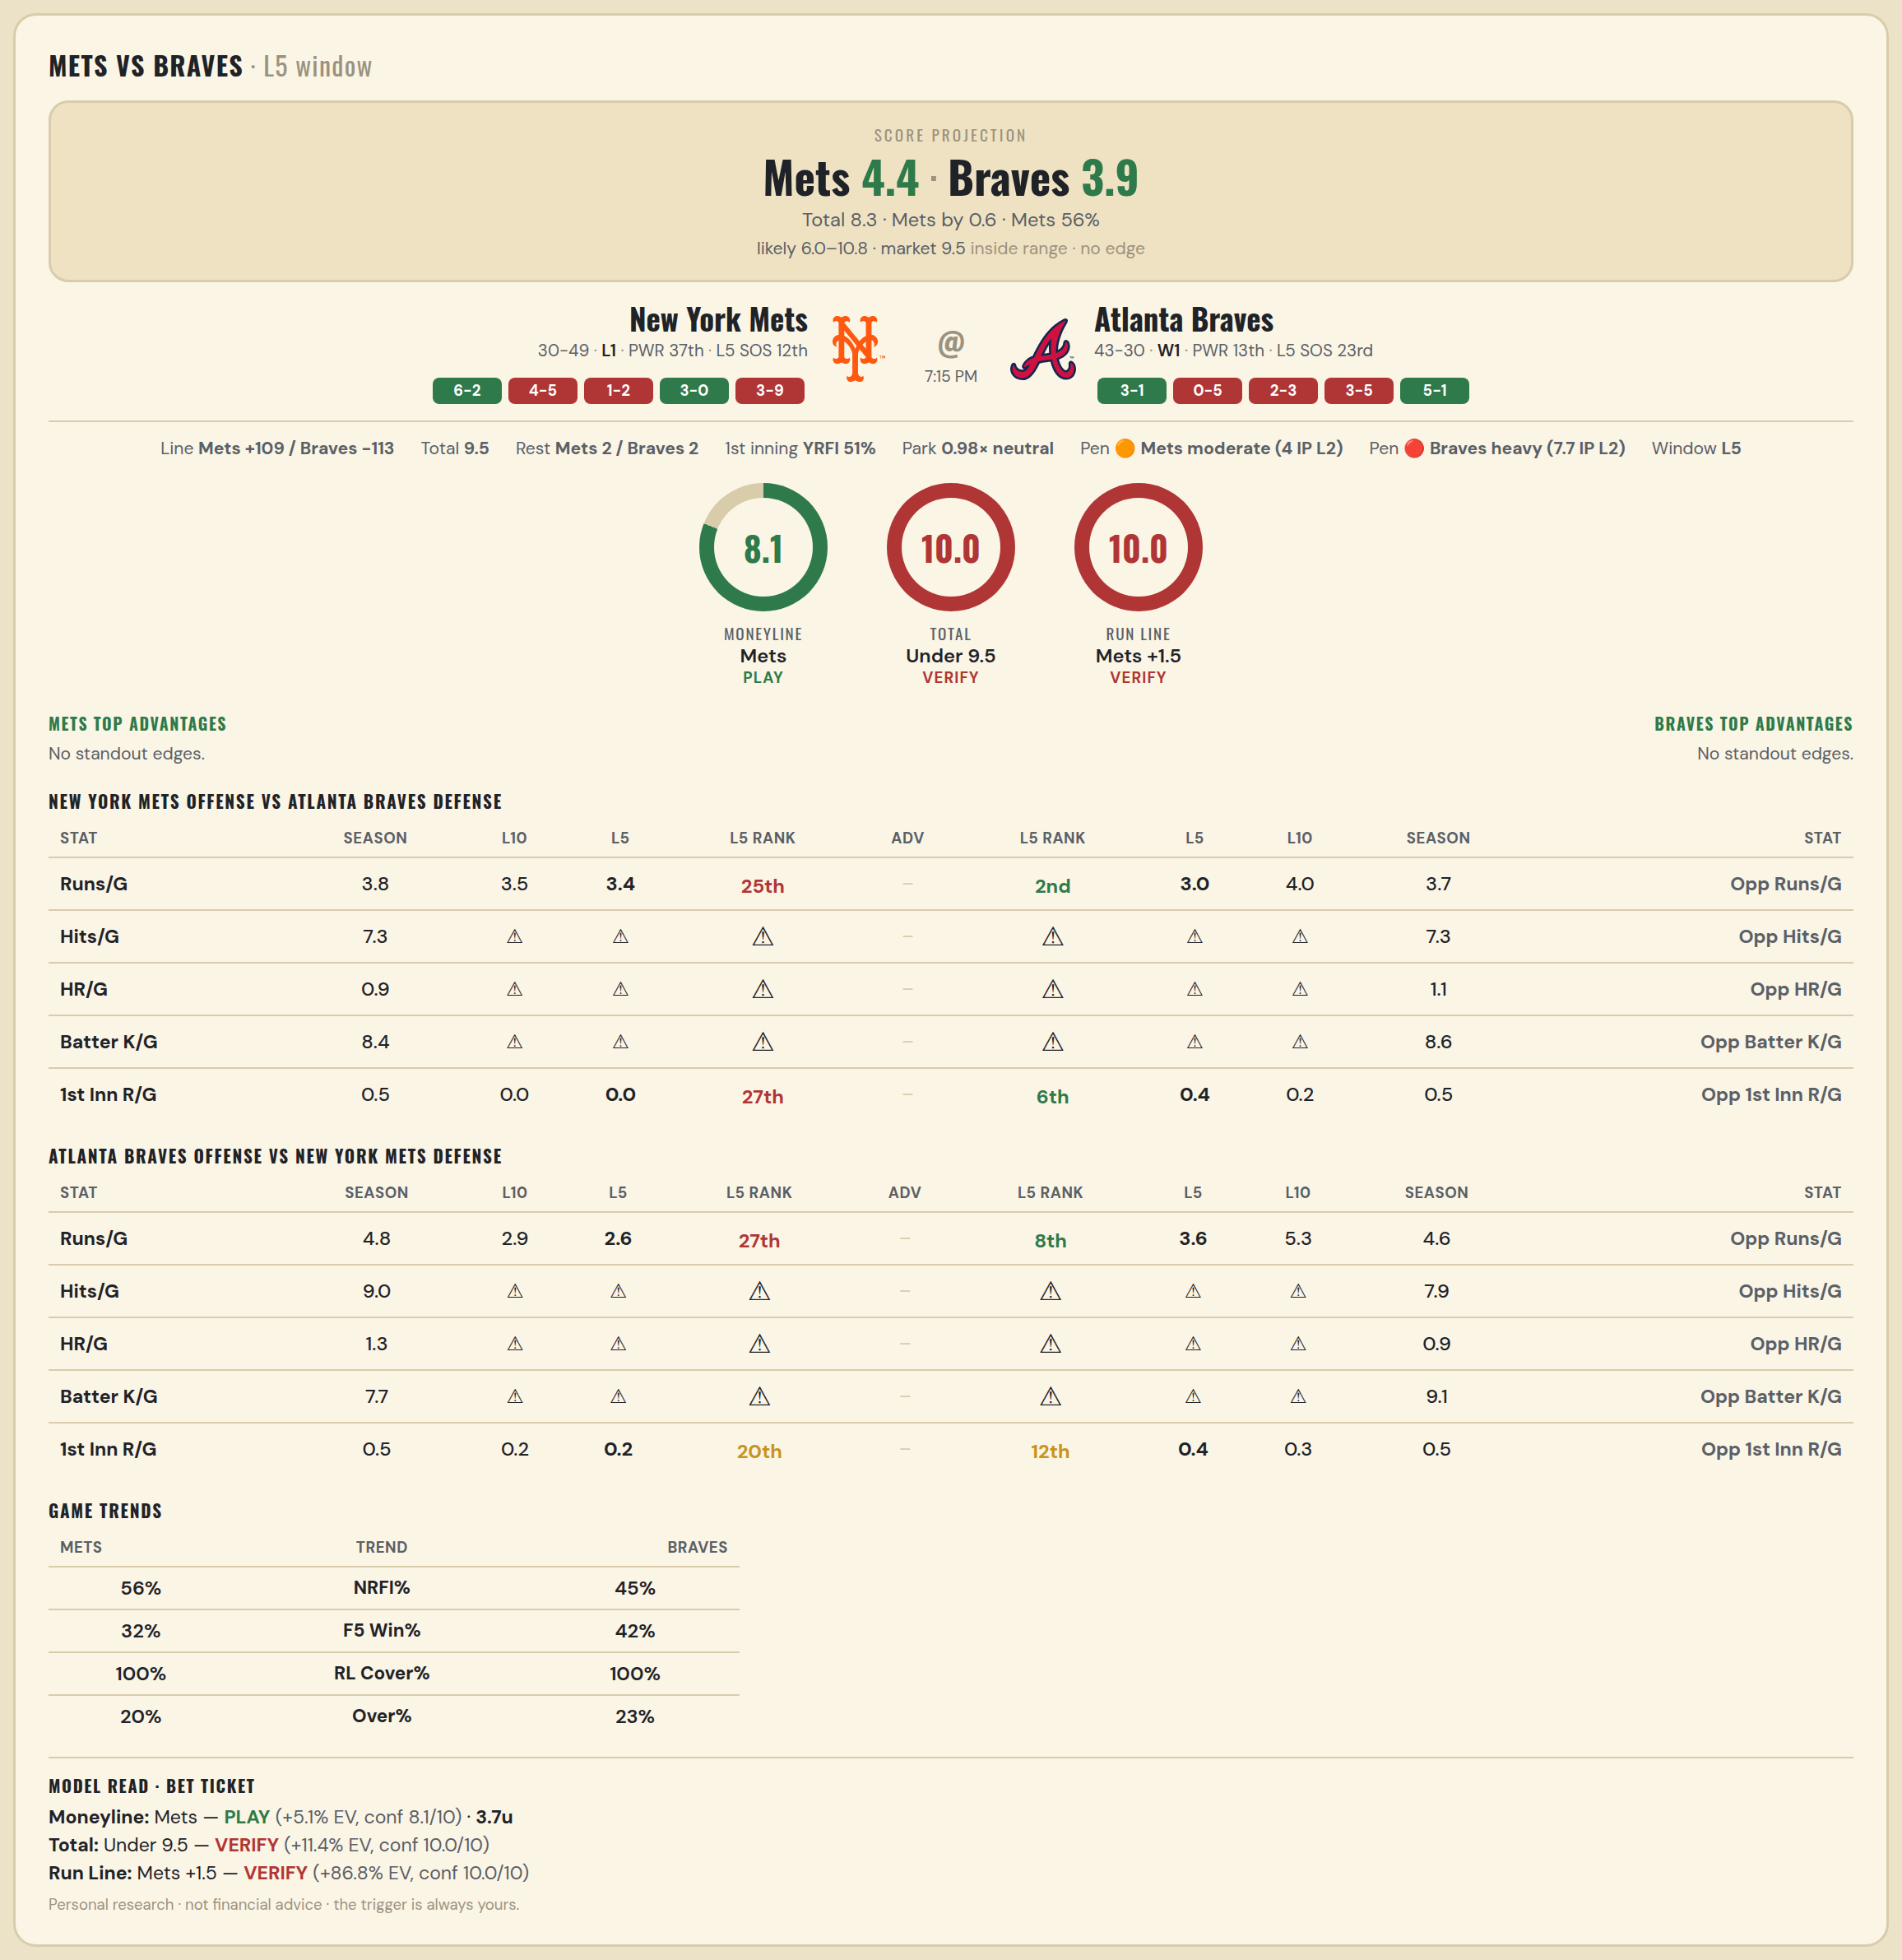 METS VS BRAVES · L5 window
SCORE PROJECTION
Mets 4.4 · Braves 3.9
Total 8.3 · Mets by 0.6 · Mets 56%
likely 6.0–10.8 · market 9.5 inside range · no edge
New York Mets
30-49 · L1 · PWR 37th · L5 SOS 12th
6-2 4-5 1-2 3-0 3-9
@
7:15 PM
Atlanta Braves
43-30 · W1 · PWR 13th · L5 SOS 23rd
3-1 0-5 2-3 3-5 5-1
Line Mets +109 / Braves -113 Total 9.5 Rest Mets 2 / Braves 2 1st inning YRFI 51% Park 0.98× neutral Pen 🟠 Mets moderate (4 IP L2) Pen 🔴 Braves heavy (7.7 IP L2) Window L5
8.1 10.0 10.0
MONEYLINE TOTAL RUN LINE
Mets Under 9.5 Mets +1.5
PLAY VERIFY VERIFY
METS TOP ADVANTAGES BRAVES TOP ADVANTAGES
No standout edges. No standout edges.
NEW YORK METS OFFENSE VS ATLANTA BRAVES DEFENSE
STAT SEASON L10 L5 L5 RANK ADV L5 RANK L5 L10 SEASON STAT
Runs/G 3.8 3.5 3.4 25th — 2nd 3.0 4.0 3.7 Opp Runs/G
Hits/G 7.3 ⚠ ⚠ ⚠ — ⚠ ⚠ ⚠ 7.3 Opp Hits/G
HR/G 0.9 ⚠ ⚠ ⚠ — ⚠ ⚠ ⚠ 1.1 Opp HR/G
Batter K/G 8.4 ⚠ ⚠ ⚠ — ⚠ ⚠ ⚠ 8.6 Opp Batter K/G
1st Inn R/G 0.5 0.0 0.0 27th — 6th 0.4 0.2 0.5 Opp 1st Inn R/G
ATLANTA BRAVES OFFENSE VS NEW YORK METS DEFENSE
STAT SEASON L10 L5 L5 RANK ADV L5 RANK L5 L10 SEASON STAT
Runs/G 4.8 2.9 2.6 27th — 8th 3.6 5.3 4.6 Opp Runs/G
Hits/G 9.0 ⚠ ⚠ ⚠ — ⚠ ⚠ ⚠ 7.9 Opp Hits/G
HR/G 1.3 ⚠ ⚠ ⚠ — ⚠ ⚠ ⚠ 0.9 Opp HR/G
Batter K/G 7.7 ⚠ ⚠ ⚠ — ⚠ ⚠ ⚠ 9.1 Opp Batter K/G
1st Inn R/G 0.5 0.2 0.2 20th — 12th 0.4 0.3 0.5 Opp 1st Inn R/G
GAME TRENDS
METS TREND BRAVES
56% NRFI% 45%
32% F5 Win% 42%
100% RL Cover% 100%
20% Over% 23%
MODEL READ · BET TICKET
Moneyline: Mets — PLAY (+5.1% EV, conf 8.1/10) · 3.7u
Total: Under 9.5 — VERIFY (+11.4% EV, conf 10.0/10)
Run Line: Mets +1.5 — VERIFY (+86.8% EV, conf 10.0/10)
Personal research · not financial advice · the trigger is always yours.